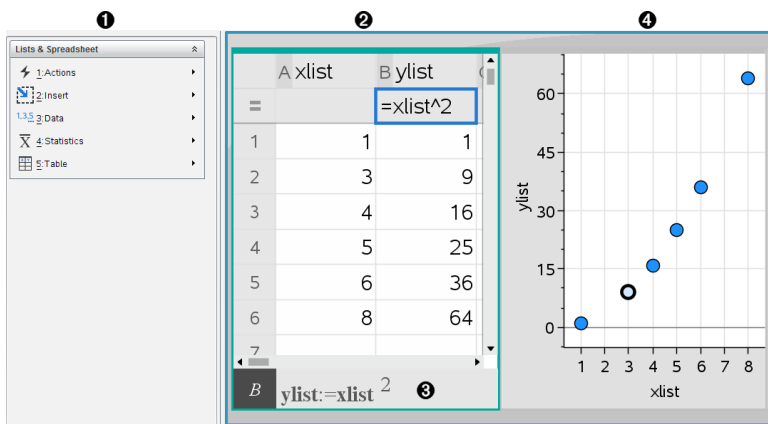 ❶ ❷ ❹
Lists & Spreadsheet
1:Actions
2:Insert
1,3,5 3:Data
X̅ 4:Statistics
5:Table
A xlist B ylist
= =xlist^2
1 1 1
2 3 9
3 4 16
4 5 25
5 6 36
6 8 64
7
B ylist:=xlist 2 ❸
60
45
30
15
0
ylist
1 2 3 4 5 6 7 8
xlist